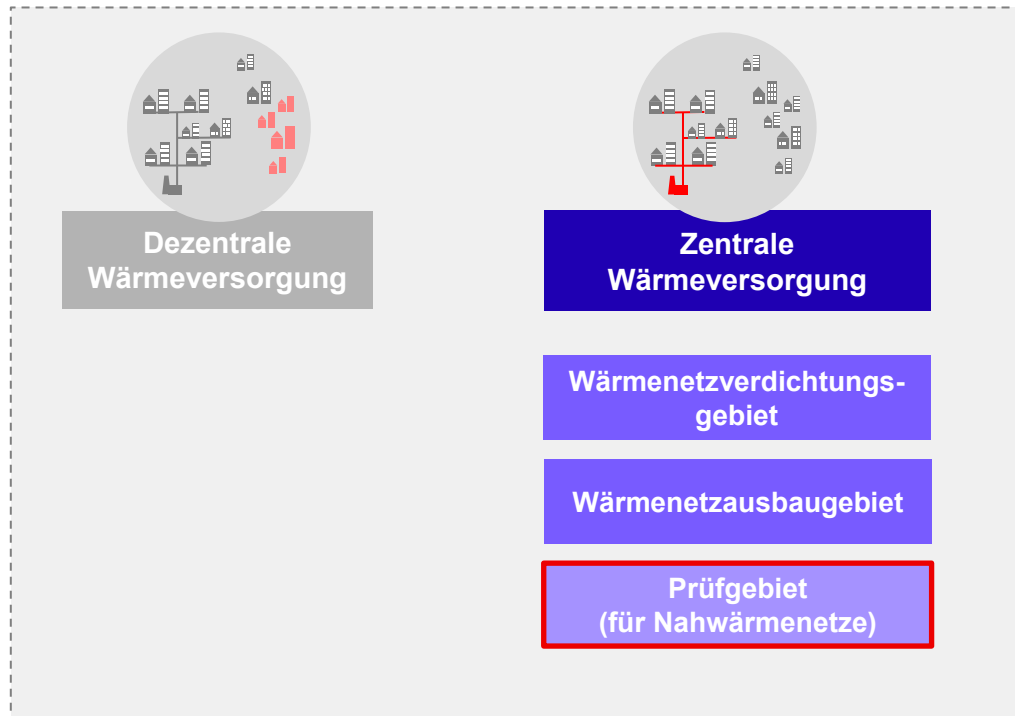 Dezentrale
Wärmeversorgung
Zentrale
Wärmeversorgung
Wärmenetzverdichtungs-
gebiet
Wärmenetzausbaugebiet
Prüfgebiet
(für Nahwärmenetze)